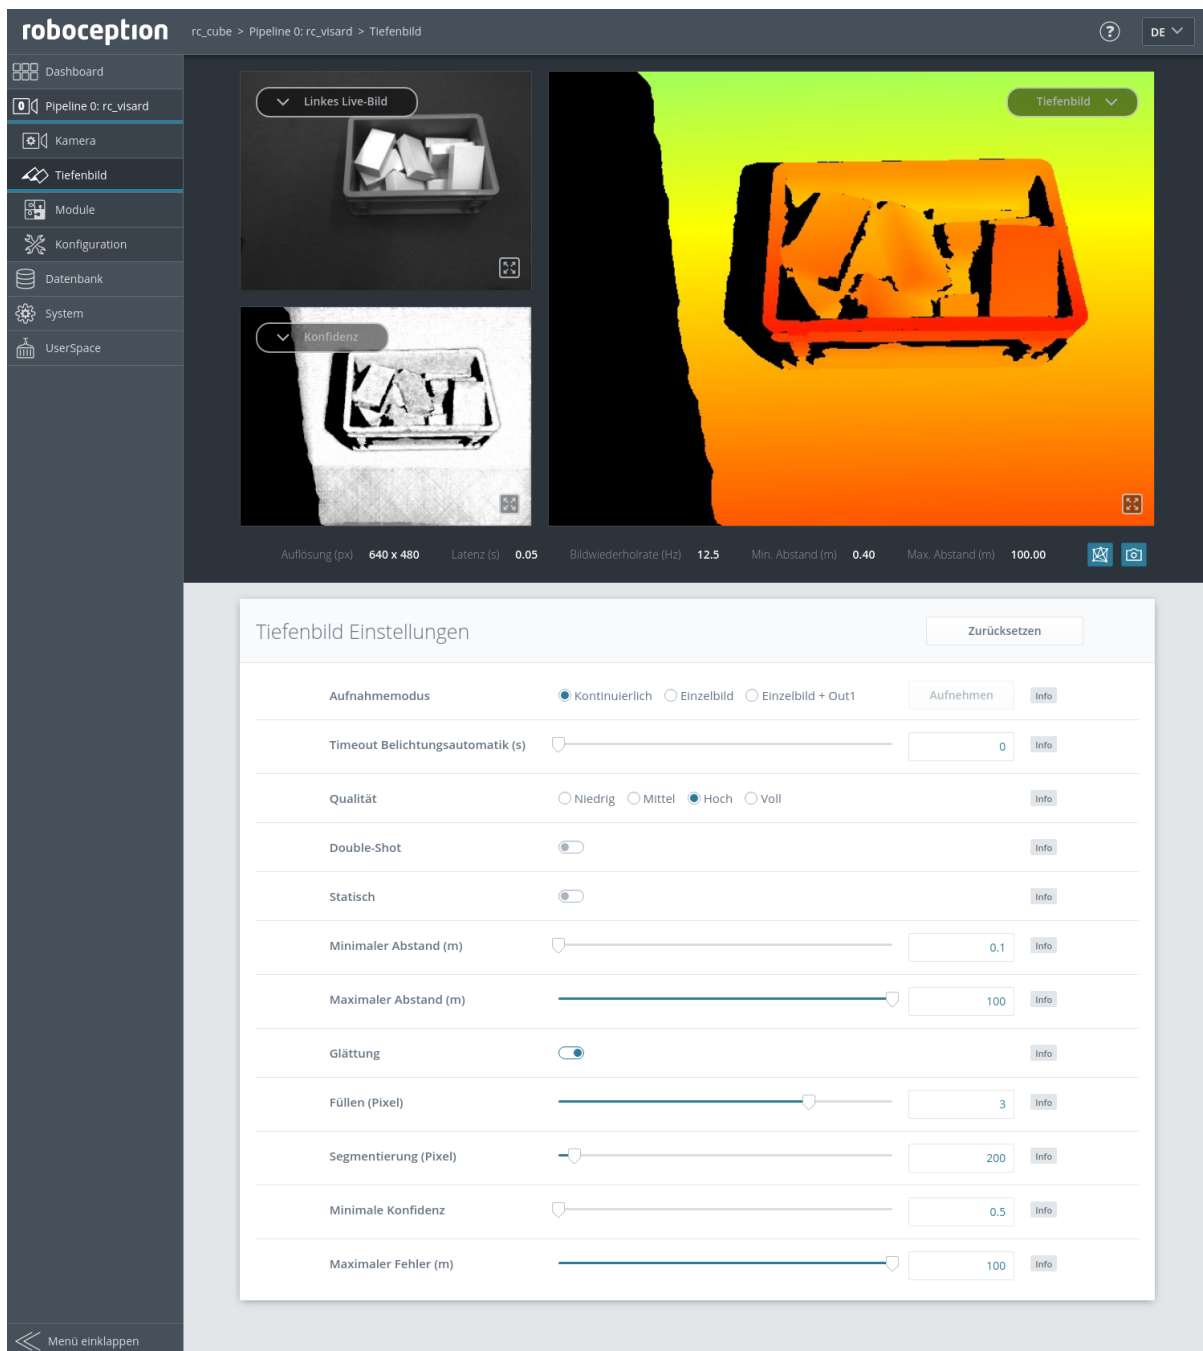 roboception
rc_cube > Pipeline 0: rc_visard > Tiefenbild
?
DE
Dashboard
0 Pipeline 0: rc_visard
Kamera
Tiefenbild
Module
Konfiguration
Datenbank
System
UserSpace
Menü einklappen
Linkes Live-Bild
Tiefenbild
Konfidenz
Auflösung (px) 640 x 480 Latenz (s) 0.05 Bildwiederholrate (Hz) 12.5 Min. Abstand (m) 0.40 Max. Abstand (m) 100.00
Tiefenbild Einstellungen Zurücksetzen
Aufnahmemodus Kontinuierlich Einzelbild Einzelbild + Out1 Aufnehmen Info
Timeout Belichtungsautomatik (s) 0 Info
Qualität Niedrig Mittel Hoch Voll Info
Double-Shot Info
Statisch Info
Minimaler Abstand (m) 0.1 Info
Maximaler Abstand (m) 100 Info
Glättung Info
Füllen (Pixel) 3 Info
Segmentierung (Pixel) 200 Info
Minimale Konfidenz 0.5 Info
Maximaler Fehler (m) 100 Info